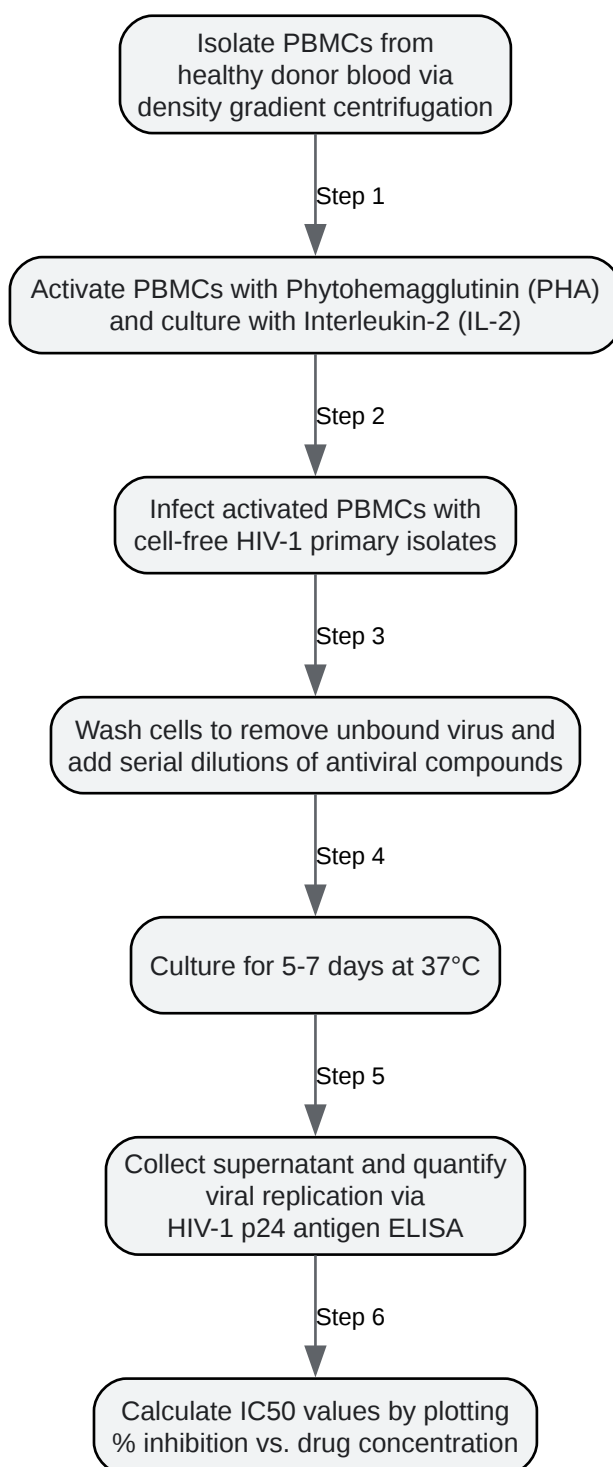 Isolate PBMCs from
healthy donor blood via
density gradient centrifugation
Step 1
Activate PBMCs with Phytohemagglutinin (PHA)
and culture with Interleukin-2 (IL-2)
Step 2
Infect activated PBMCs with
cell-free HIV-1 primary isolates
Step 3
Wash cells to remove unbound virus and
add serial dilutions of antiviral compounds
Step 4
Culture for 5-7 days at 37°C
Step 5
Collect supernatant and quantify
viral replication via
HIV-1 p24 antigen ELISA
Step 6
Calculate IC50 values by plotting
% inhibition vs. drug concentration